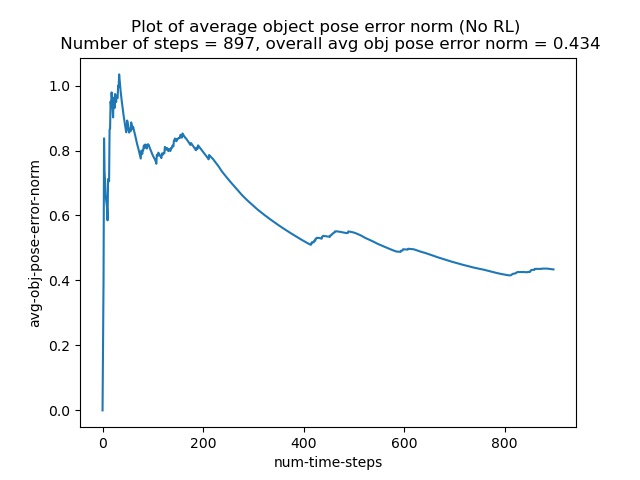 Plot of average object pose error norm (No RL)
Number of steps = 897, overall avg obj pose error norm = 0.434
1.0
0.8
0.6
0.4
0.2
0.0
avg-obj-pose-error-norm
0 200 400 600 800
num-time-steps